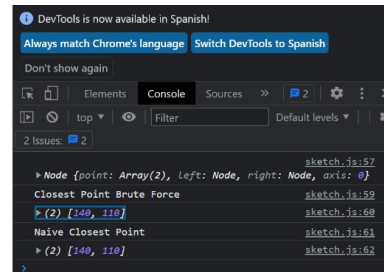 DevTools is now available in Spanish!
Always match Chrome's language Switch DevTools to Spanish
Don't show again
Elements Console Sources » 2
top ▼ Filter Default levels ▼
2 Issues: 2
sketch.js:57
▶ Node {point: Array(2), left: Node, right: Node, axis: 0}
Closest Point Brute Force sketch.js:59
▶ (2) [140, 110] sketch.js:60
Naive Closest Point sketch.js:61
▶ (2) [140, 110] sketch.js:62
>